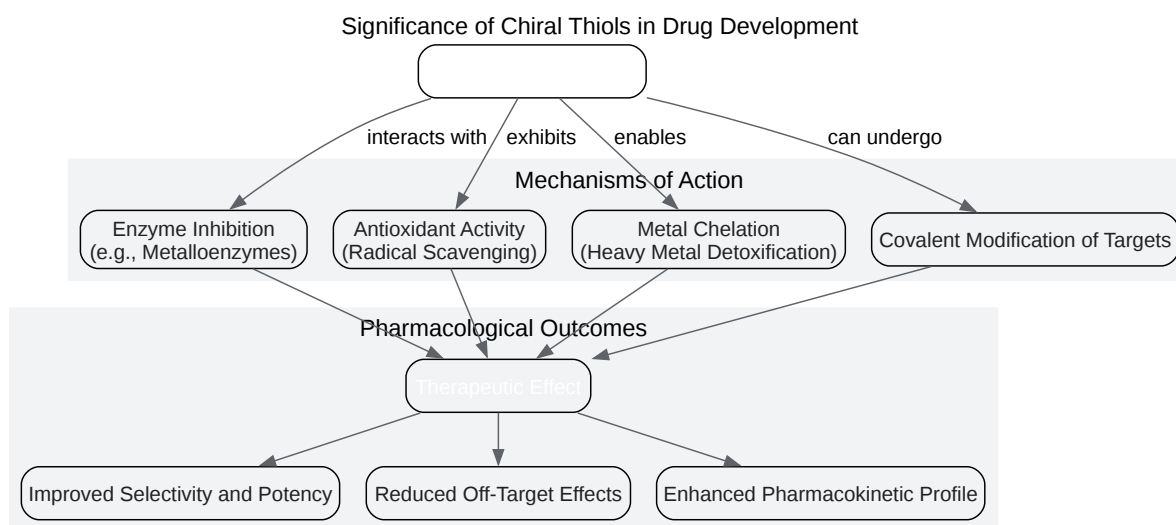 Significance of Chiral Thiols in Drug Development
interacts with
exhibits
enables
can undergo
Mechanisms of Action
Enzyme Inhibition
(e.g., Metalloenzymes)
Antioxidant Activity
(Radical Scavenging)
Metal Chelation
(Heavy Metal Detoxification)
Covalent Modification of Targets
Pharmacological Outcomes
Therapeutic Effect
Improved Selectivity and Potency
Reduced Off-Target Effects
Enhanced Pharmacokinetic Profile